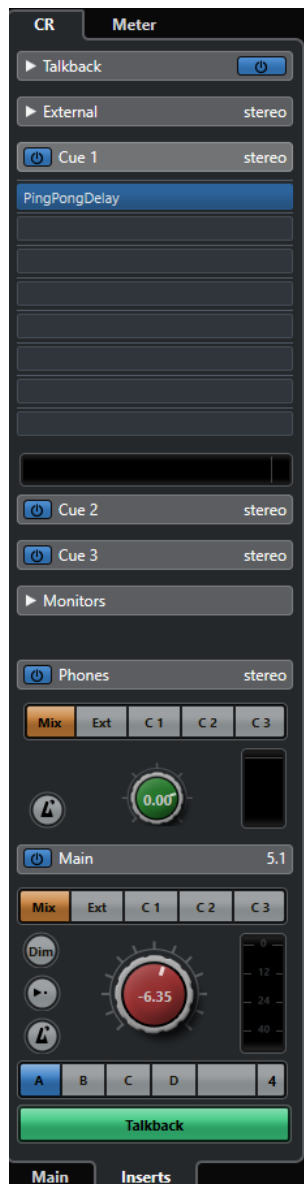 CR Meter
Talkback
External stereo
Cue 1 stereo
PingPongDelay
Cue 2 stereo
Cue 3 stereo
Monitors
Phones stereo
Mix Ext C 1 C 2 C 3
0.00
Main 5.1
Mix Ext C 1 C 2 C 3
Dim
0
12
-6.35
24
40
A B C D 4
Talkback
Main Inserts